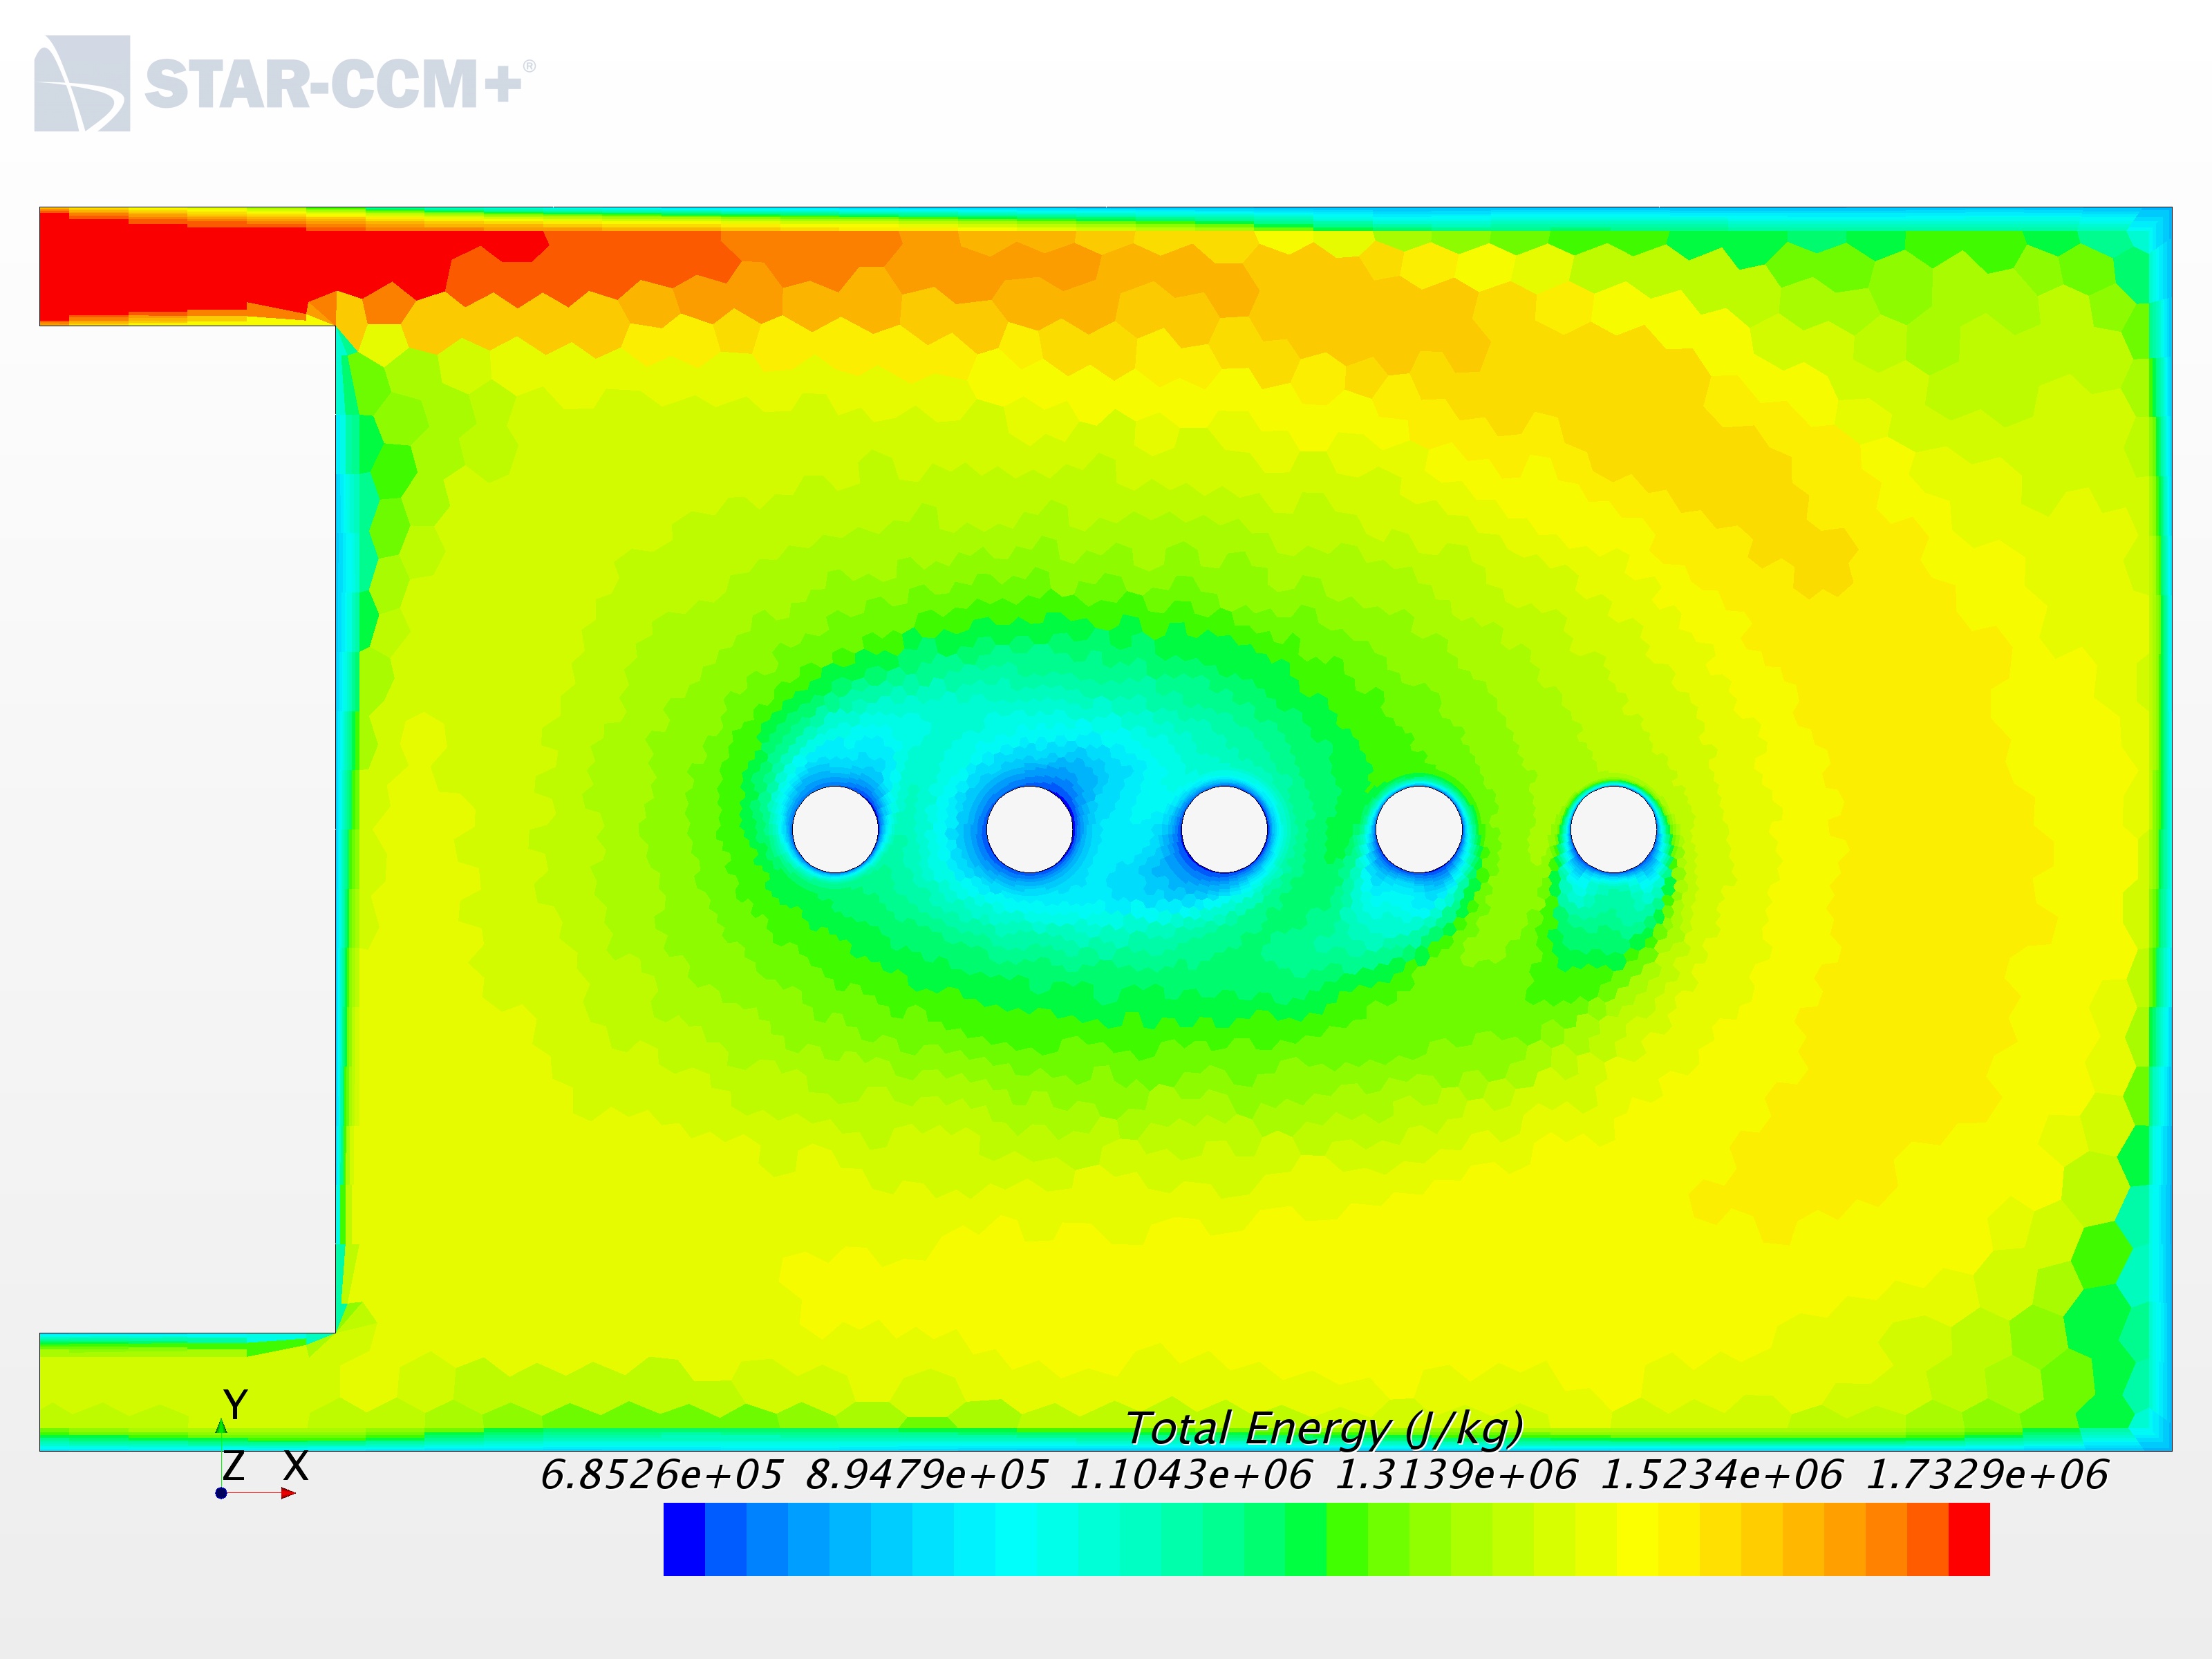 STAR-CCM+®
Y
Z X
Total Energy (J/kg)
6.8526e+05 8.9479e+05 1.1043e+06 1.3139e+06 1.5234e+06 1.7329e+06